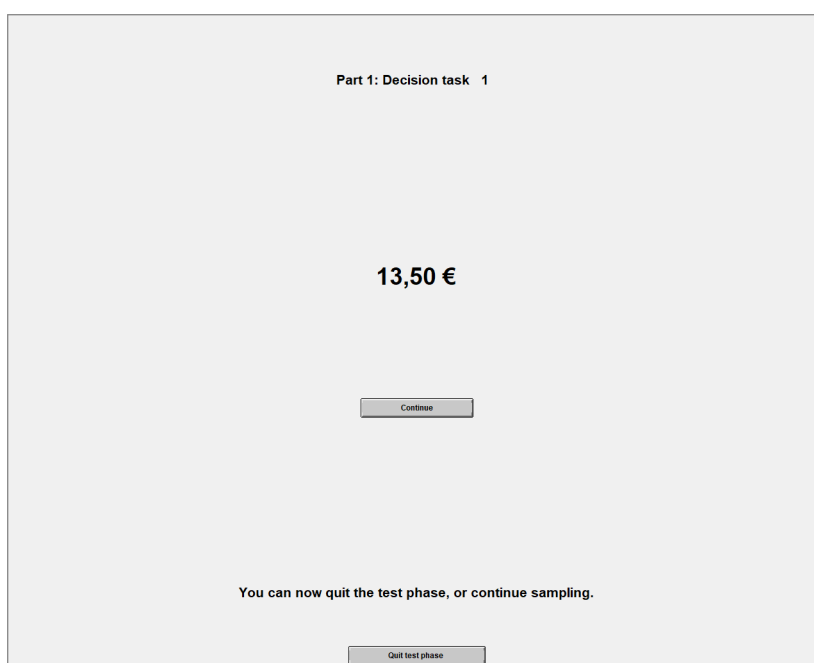 Part 1: Decision task 1
13,50 €
Continue
You can now quit the test phase, or continue sampling.
Quit test phase